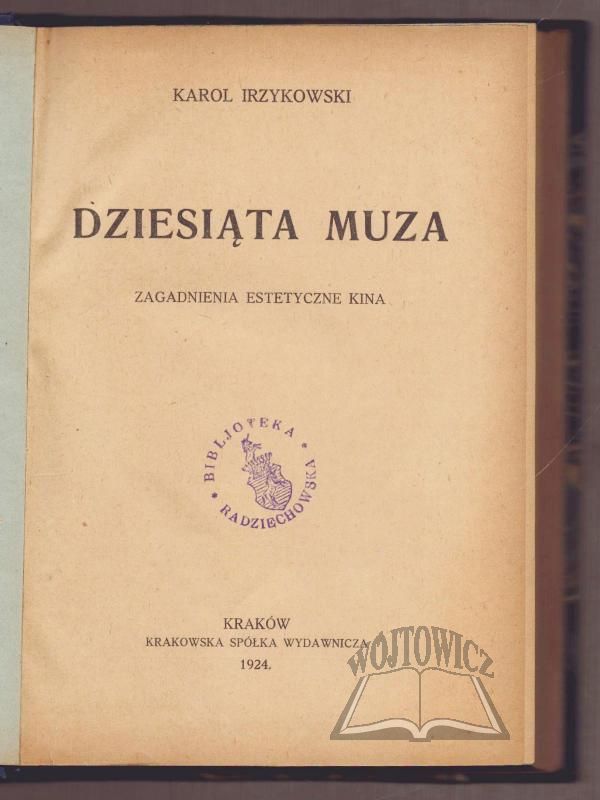 KAROL IRZYKOWSKI
DZIESIĄTA MUZA
ZAGADNIENIA ESTETYCZNE KINA
BIBLJOTEKA
RADZIECHOWSKA
KRAKÓW
KRAKOWSKA SPÓŁKA WYDAWNICZA
1924.
WÓJTOWICZ